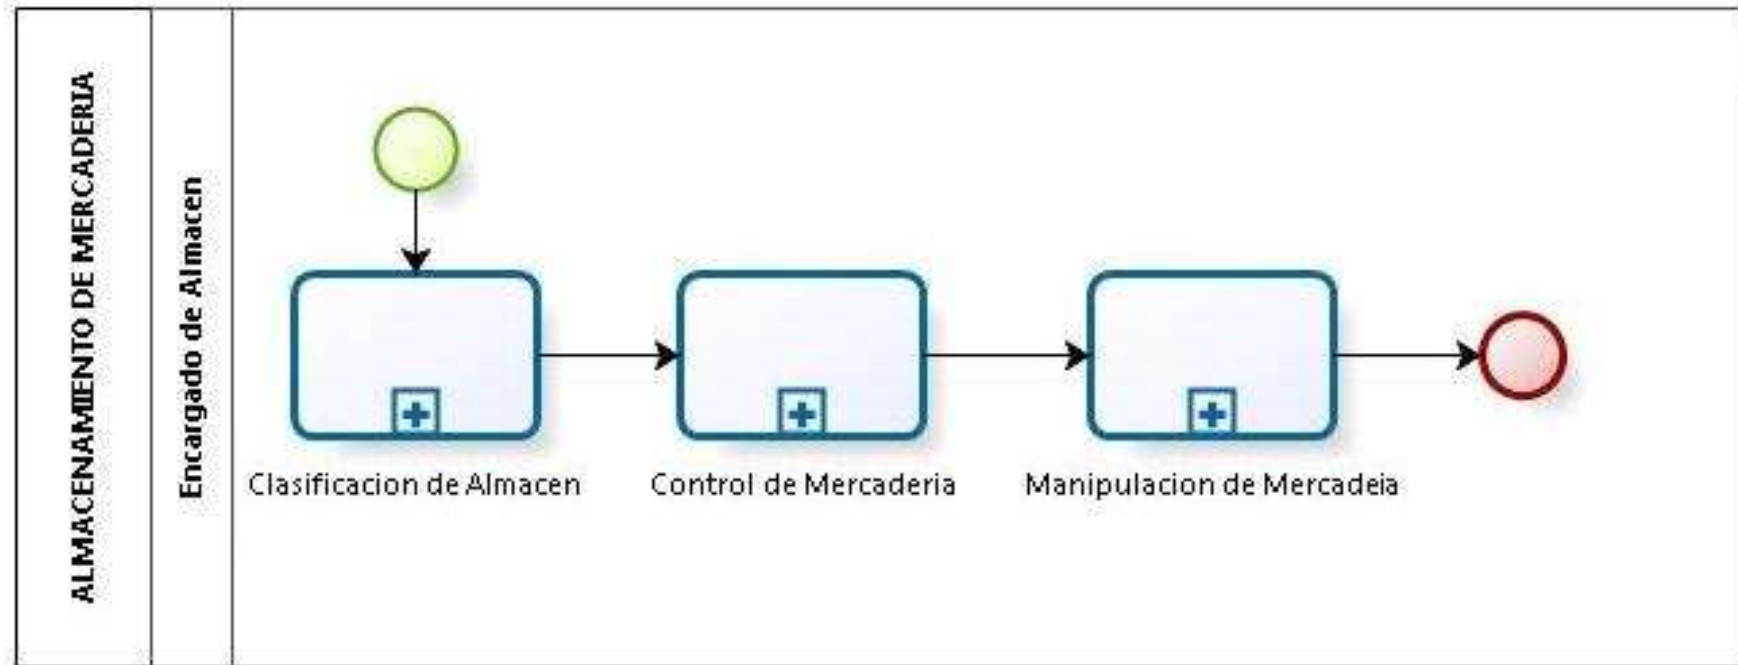 ALMACENAMIENTO DE MERCADERIA
Encargado de Almacen
Clasificacion de Almacen
Control de Mercaderia
Manipulacion de Mercadeia